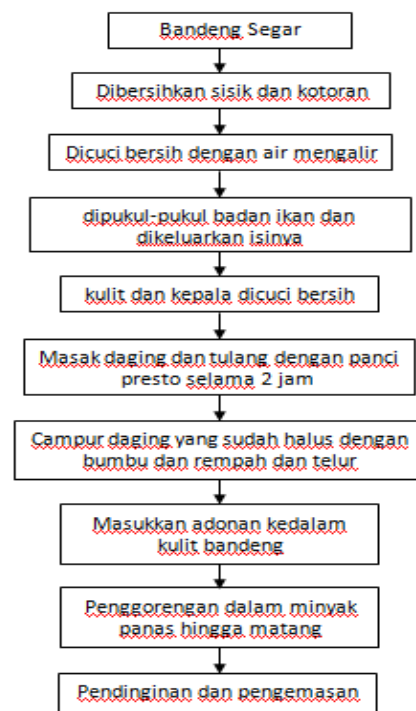 Bandeng Segar
Dibersihkan sisik dan kotoran
Dicuci bersih dengan air mengalir
dipukul-pukul badan ikan dan
dikeluarkan isinya
kulit dan kepala dicuci bersih
Masak daging dan tulang dengan panci
presto selama 2 jam
Campur daging yang sudah halus dengan
bumbu dan rempah dan telur
Masukkan adonan kedalam
kulit bandeng
Penggorengan dalam minyak
panas hingga matang
Pendinginan dan pengemasan